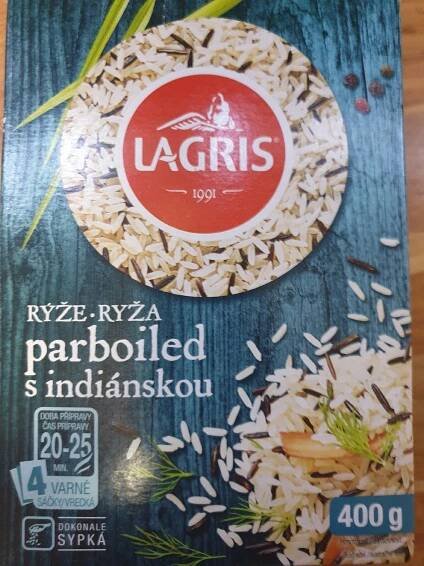 LAGRIS®
1991
RÝŽE·RYŽA
parboiled
s indiánskou
DOBA PŘÍPRAVY
ČAS PRÍPRAVY
20-25
MIN.
4 VARNÉ
SÁČKY/VRECKÁ
DOKONALE
SYPKÁ
400 g